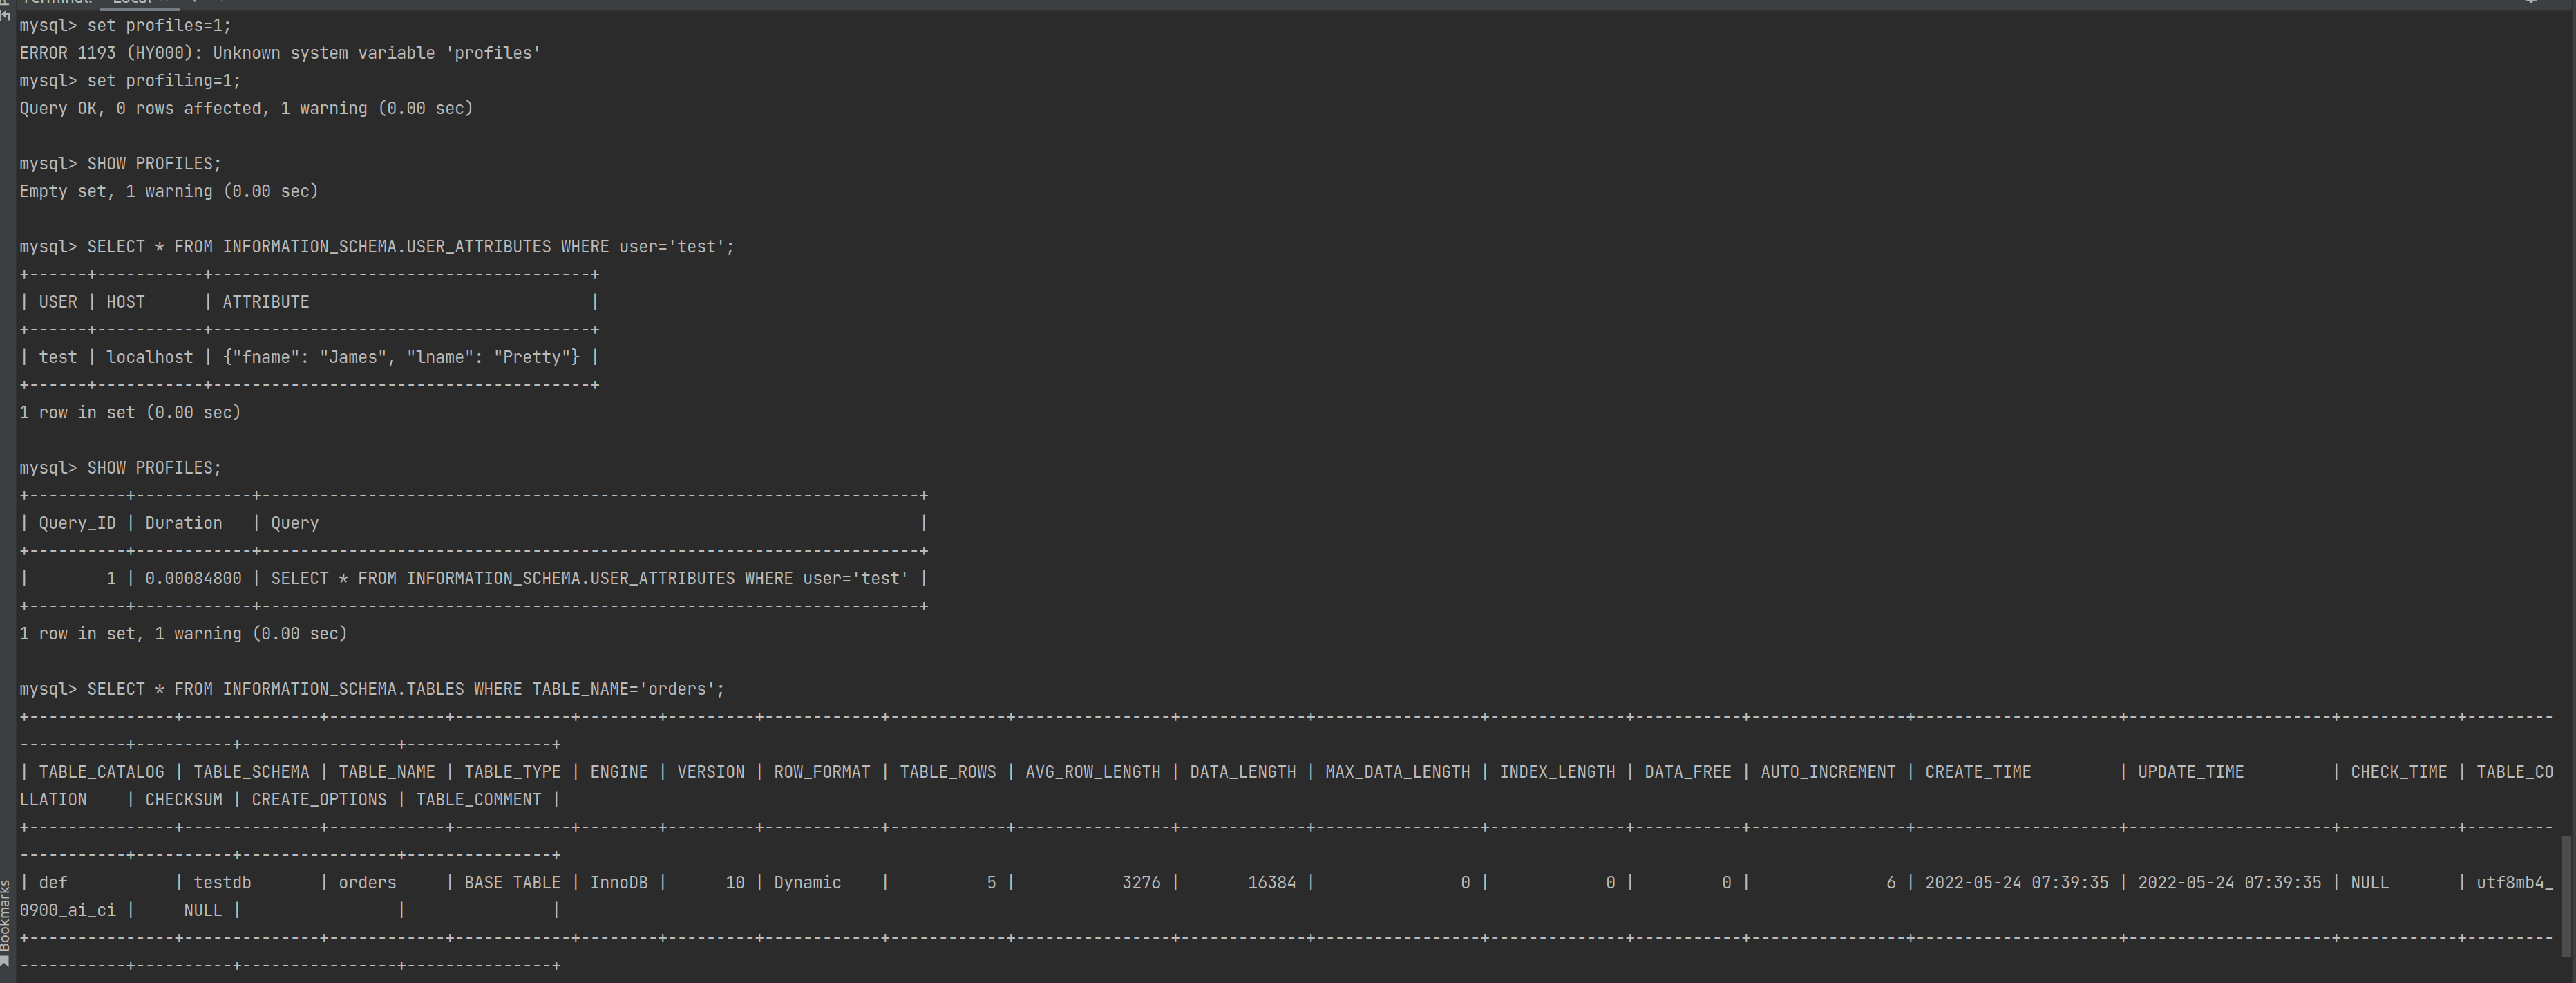 Terminal: Local
mysql> set profiles=1;
ERROR 1193 (HY000): Unknown system variable 'profiles'
mysql> set profiling=1;
Query OK, 0 rows affected, 1 warning (0.00 sec)
mysql> SHOW PROFILES;
Empty set, 1 warning (0.00 sec)
mysql> SELECT * FROM INFORMATION_SCHEMA.USER_ATTRIBUTES WHERE user='test';
+------+-----------+---------------------------------------+
| USER | HOST      | ATTRIBUTE                             |
+------+-----------+---------------------------------------+
| test | localhost | {"fname": "James", "lname": "Pretty"} |
+------+-----------+---------------------------------------+
1 row in set (0.00 sec)
mysql> SHOW PROFILES;
+----------+------------+--------------------------------------------------------------------+
| Query_ID | Duration   | Query                                                              |
+----------+------------+--------------------------------------------------------------------+
|        1 | 0.00084800 | SELECT * FROM INFORMATION_SCHEMA.USER_ATTRIBUTES WHERE user='test' |
+----------+------------+--------------------------------------------------------------------+
1 row in set, 1 warning (0.00 sec)
mysql> SELECT * FROM INFORMATION_SCHEMA.TABLES WHERE TABLE_NAME='orders';
+---------------+--------------+------------+------------+--------+---------+------------+------------+----------------+-------------+-----------------+--------------+-----------+----------------+---------------------+---------------------+------------+---------
-----------+----------+----------------+---------------+
| TABLE_CATALOG | TABLE_SCHEMA | TABLE_NAME | TABLE_TYPE | ENGINE | VERSION | ROW_FORMAT | TABLE_ROWS | AVG_ROW_LENGTH | DATA_LENGTH | MAX_DATA_LENGTH | INDEX_LENGTH | DATA_FREE | AUTO_INCREMENT | CREATE_TIME         | UPDATE_TIME         | CHECK_TIME | TABLE_CO
LLATION    | CHECKSUM | CREATE_OPTIONS | TABLE_COMMENT |
+---------------+--------------+------------+------------+--------+---------+------------+------------+----------------+-------------+-----------------+--------------+-----------+----------------+---------------------+---------------------+------------+---------
-----------+----------+----------------+---------------+
| def           | testdb       | orders     | BASE TABLE | InnoDB |      10 | Dynamic    |          5 |           3276 |       16384 |               0 |            0 |         0 |              6 | 2022-05-24 07:39:35 | 2022-05-24 07:39:35 | NULL       | utf8mb4_
0900_ai_ci |     NULL |                |               |
+---------------+--------------+------------+------------+--------+---------+------------+------------+----------------+-------------+-----------------+--------------+-----------+----------------+---------------------+---------------------+------------+---------
-----------+----------+----------------+---------------+
Bookmarks